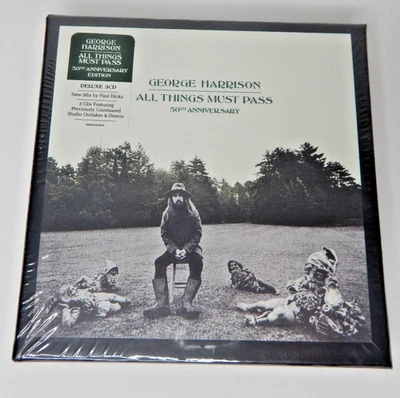 GEORGE
HARRISON
ALL THINGS
MUST PASS
50TH ANNIVERSARY
EDITION
DELUXE 3CD
New Mix by Paul Hicks
3 CDs Featuring
Previously Unreleased
Studio Outtakes & Demos
GEORGE HARRISON
ALL THINGS MUST PASS
50TH ANNIVERSARY